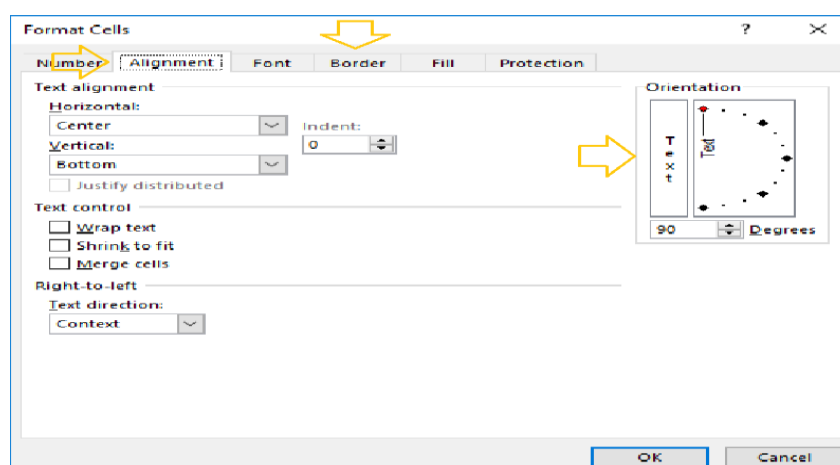 Format Cells ? ×
Number Alignment Font Border Fill Protection
Text alignment
Horizontal:
Center
Indent:
Vertical:
0
Bottom
Justify distributed
Text control
Wrap text
Shrink to fit
Merge cells
Right-to-left
Text direction:
Context
Orientation
Text
Text
90 Degrees
OK Cancel